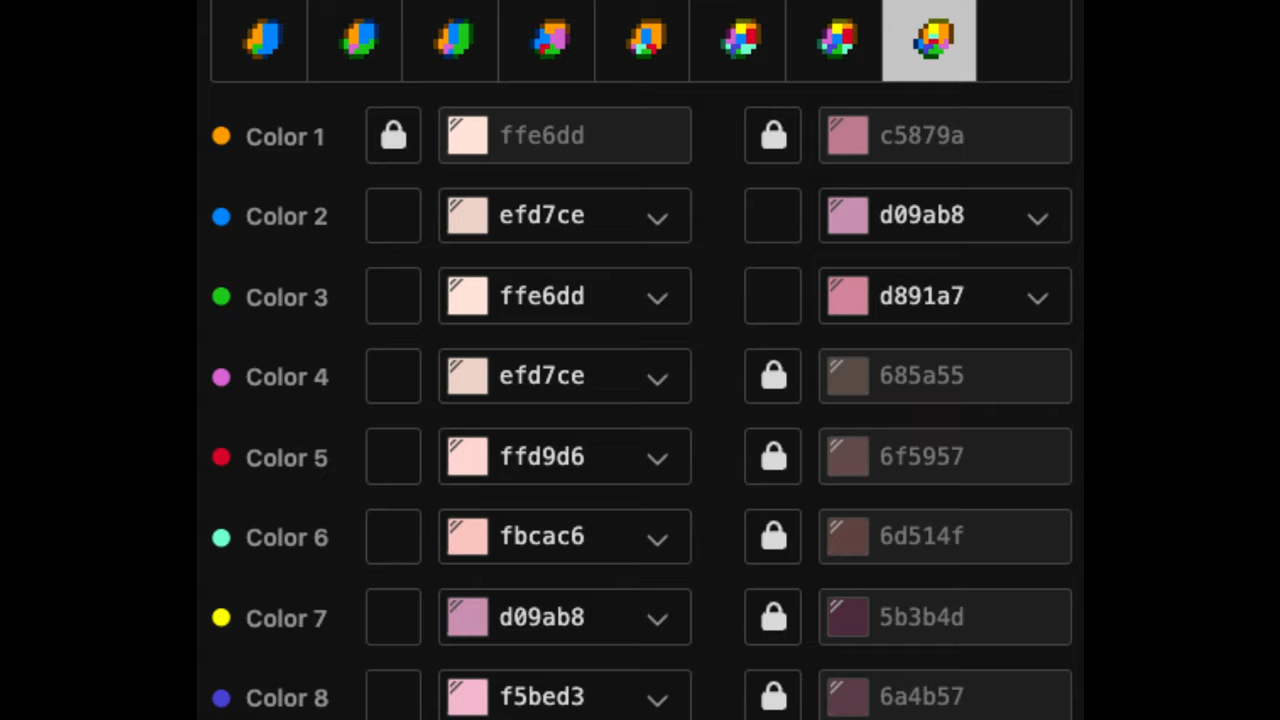 Color 1 ffe6dd c5879a
Color 2 efd7ce d09ab8
Color 3 ffe6dd d891a7
Color 4 efd7ce 685a55
Color 5 ffd9d6 6f5957
Color 6 fbcac6 6d514f
Color 7 d09ab8 5b3b4d
Color 8 f5bed3 6a4b57